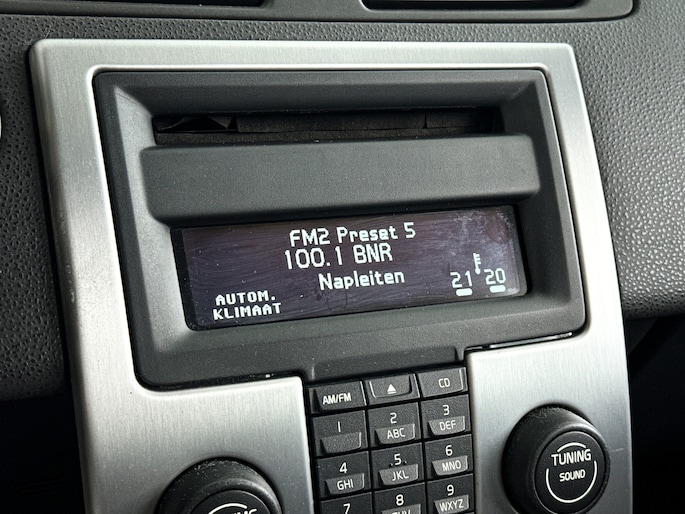 FM2 Preset 5
100.1 BNR
Napleiten
AUTOM.
KLIMAAT
21 20
AM/FM
CD
1
2
ABC
3
DEF
4
GHI
5
JKL
6
MNO
7
8
9
TUNING
SOUND